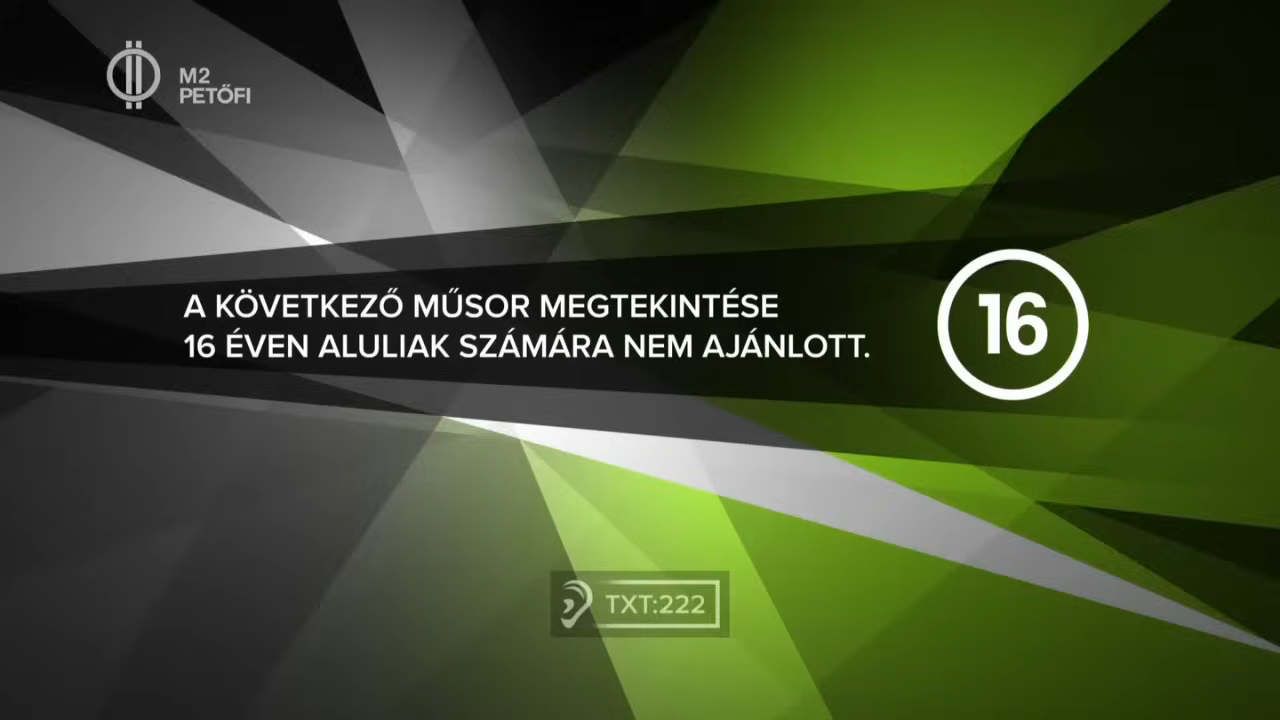 M2
PETŐFI
A KÖVETKEZŐ MŰSOR MEGTEKINTÉSE
16 ÉVEN ALULIAK SZÁMÁRA NEM AJÁNLOTT.
16
TXT:222